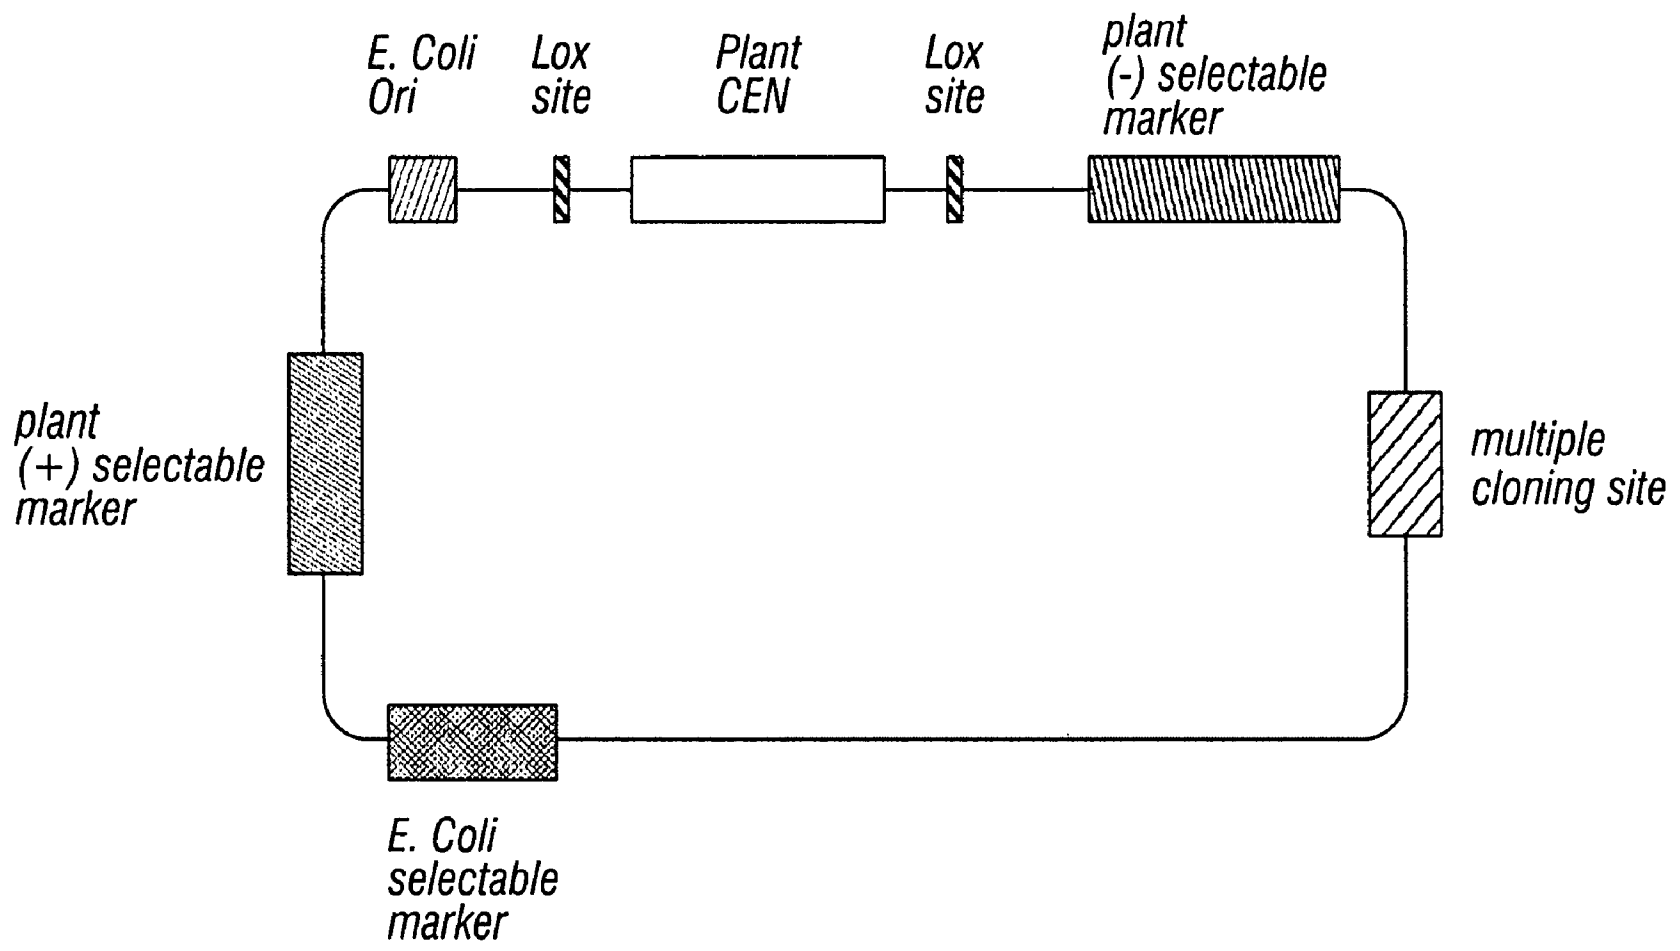 E. Coli
Ori
Lox
site
Plant
CEN
Lox
site
plant
(-) selectable
marker
plant
(+) selectable
marker
multiple
cloning site
E. Coli
selectable
marker